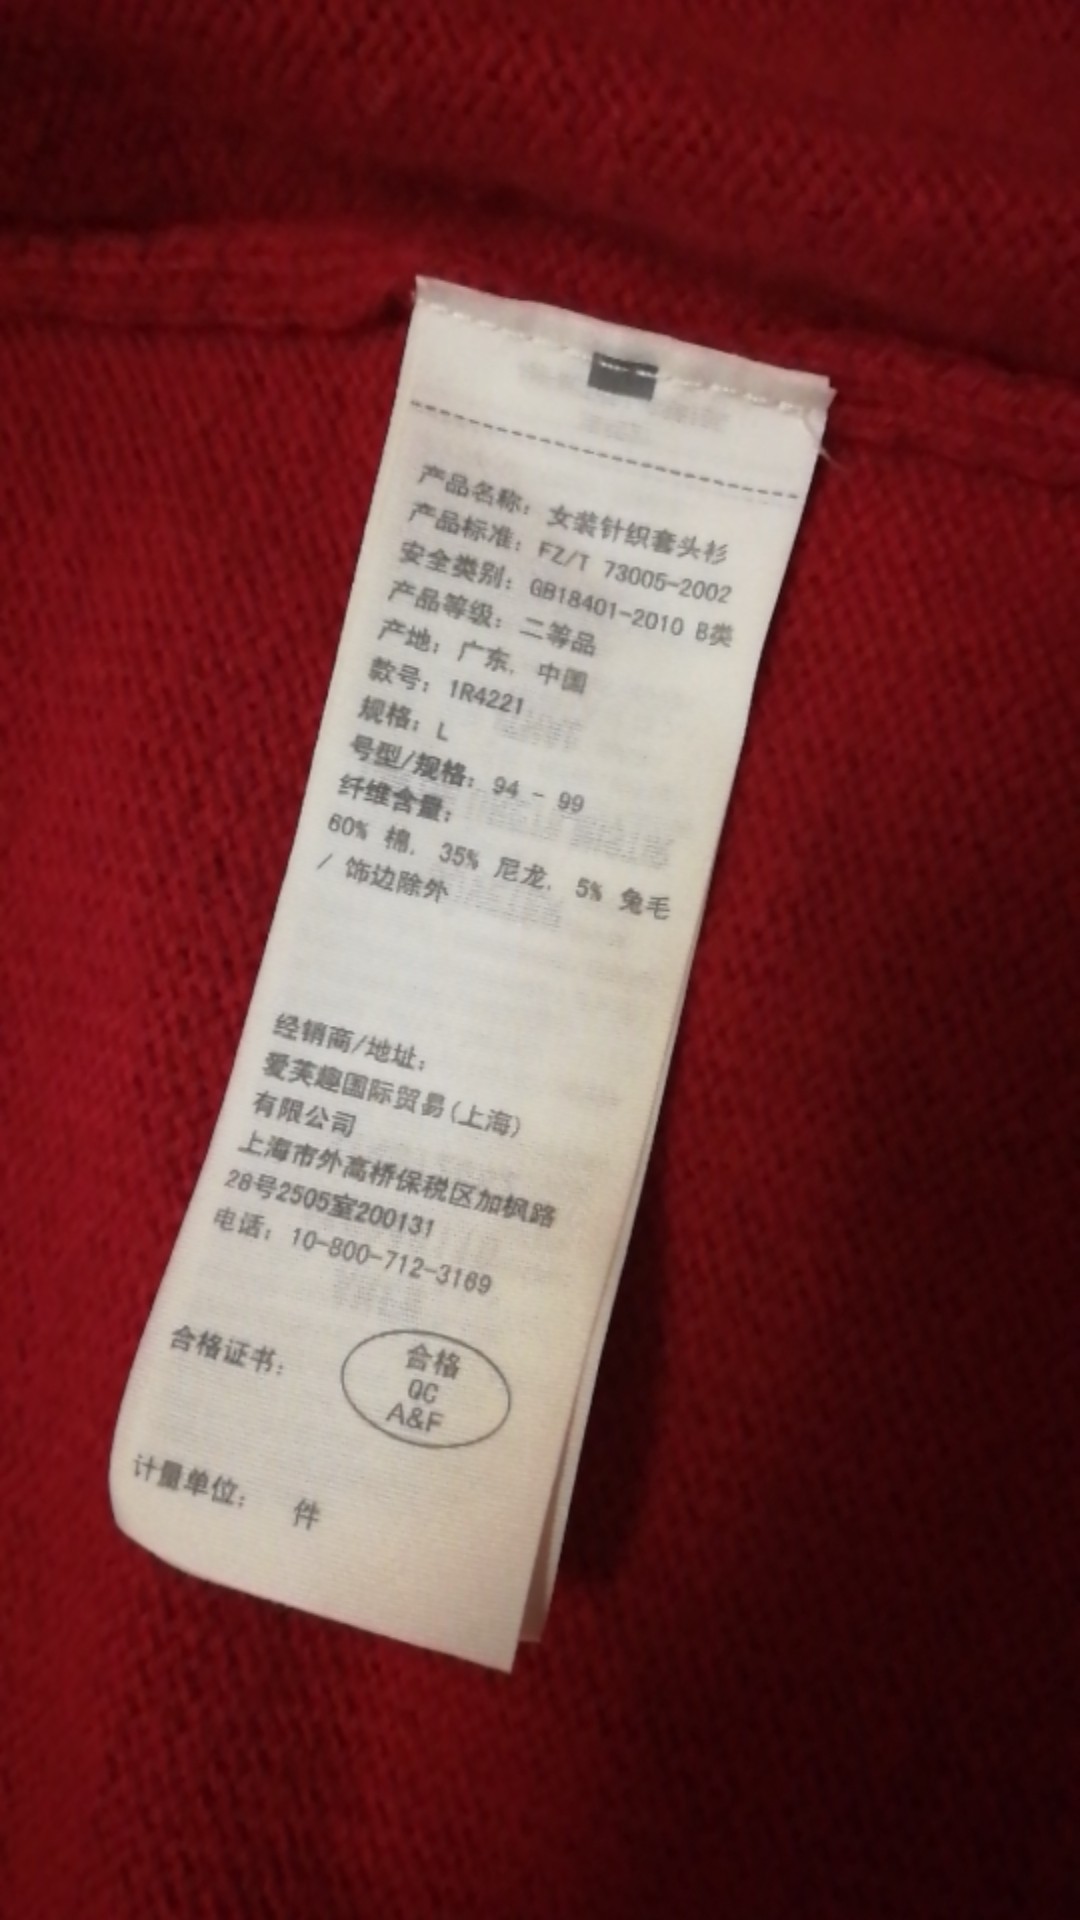 产品名称：女装针织套头衫
产品标准：FZ/T 73005-2002
安全类别：GB18401-2010 B类
产品等级：二等品
产地：广东，中国
款号：1R4221
规格：L
号型/规格：94 - 99
纤维含量：
60% 棉，35% 尼龙，5% 兔毛
/ 饰边除外
经销商/地址：
爱芙趣国际贸易(上海)
有限公司
上海市外高桥保税区加枫路
28号2505室200131
电话：10-800-712-3169
合格证书：
合格
QC
A&F
计量单位： 件